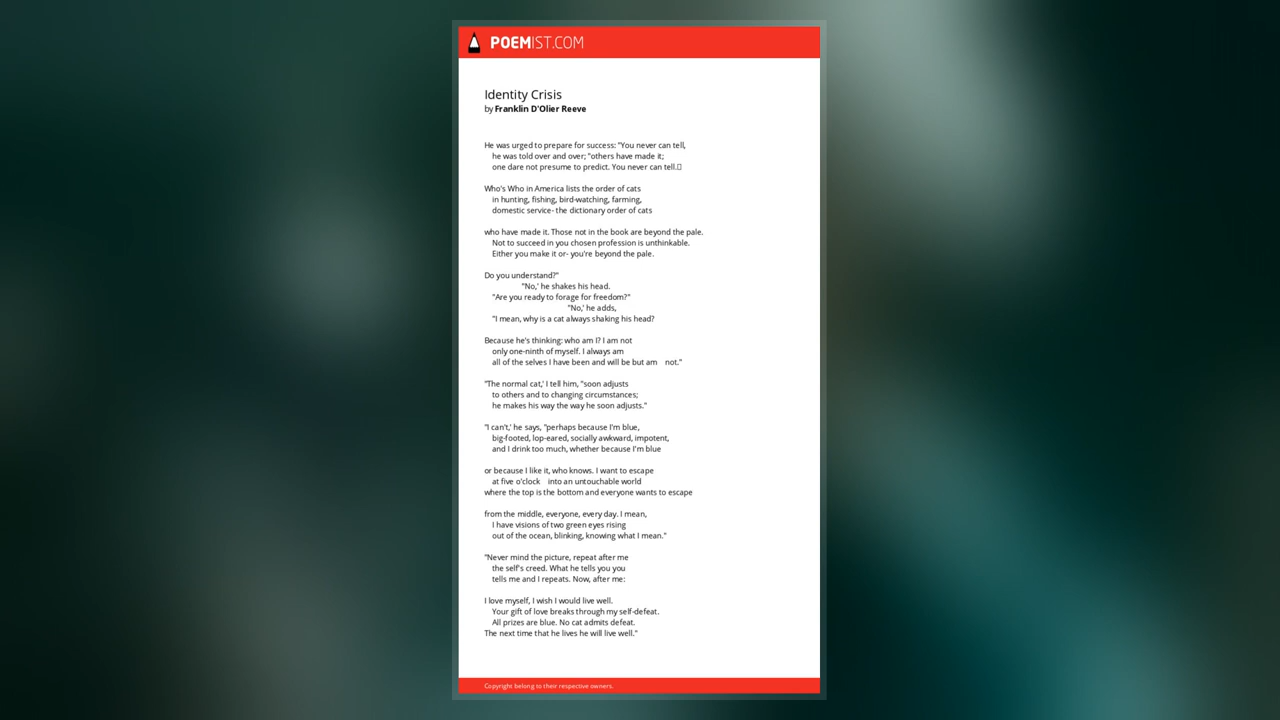 POEMIST.COM
Identity Crisis
by Franklin D'Olier Reeve
He was urged to prepare for success: "You never can tell,
he was told over and over; "others have made it;
one dare not presume to predict. You never can tell.
Who's Who in America lists the order of cats
in hunting, fishing, bird-watching, farming,
domestic service- the dictionary order of cats
who have made it. Those not in the book are beyond the pale.
Not to succeed in you chosen profession is unthinkable.
Either you make it or- you're beyond the pale.
Do you understand?"
"No,' he shakes his head.
"Are you ready to forage for freedom?"
"No,' he adds,
"I mean, why is a cat always shaking his head?
Because he's thinking: who am I? I am not
only one-ninth of myself. I always am
all of the selves I have been and will be but am    not."
"The normal cat,' I tell him, "soon adjusts
to others and to changing circumstances;
he makes his way the way he soon adjusts."
"I can't,' he says, "perhaps because I'm blue,
big-footed, lop-eared, socially awkward, impotent,
and I drink too much, whether because I'm blue
or because I like it, who knows. I want to escape
at five o'clock    into an untouchable world
where the top is the bottom and everyone wants to escape
from the middle, everyone, every day. I mean,
I have visions of two green eyes rising
out of the ocean, blinking, knowing what I mean."
"Never mind the picture, repeat after me
the self's creed. What he tells you you
tells me and I repeats. Now, after me:
I love myself, I wish I would live well.
Your gift of love breaks through my self-defeat.
All prizes are blue. No cat admits defeat.
The next time that he lives he will live well."
Copyright belong to their respective owners.